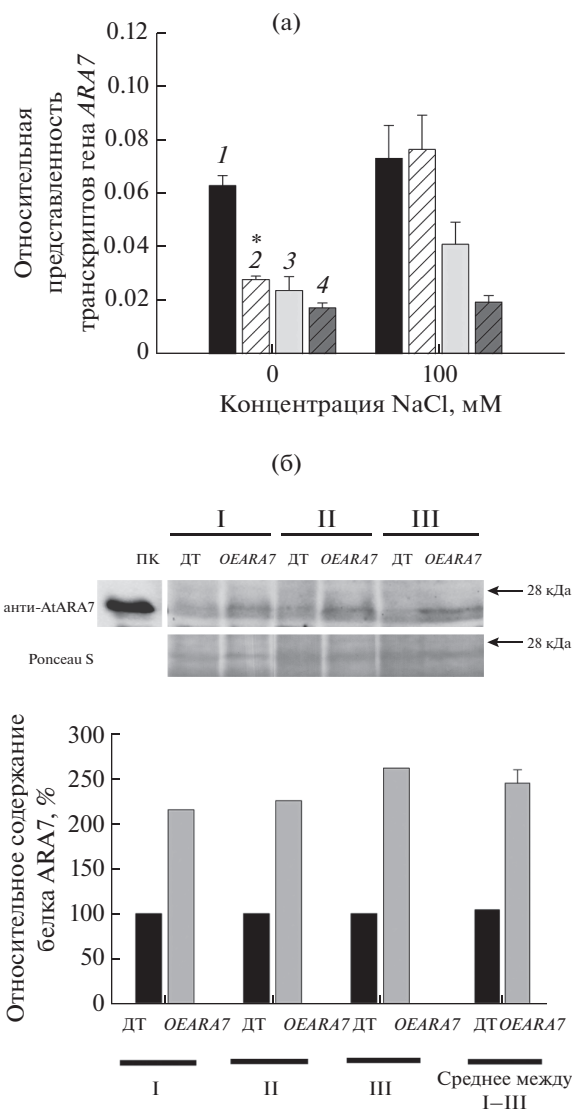 (а)
Относительная
представленность
транскриптов гена ARA7
0.12
0.10
0.08
0.06
0.04
0.02
0
1
*
2
3
4
0
100
Концентрация NaCl, мМ
(б)
I
II
III
ПК
ДТ
OEARA7
ДТ
OEARA7
ДТ
OEARA7
анти-AtARA7
28 кДа
Ponceau S
28 кДа
Относительное содержание
белка ARA7, %
300
250
200
150
100
50
0
ДТ
OEARA7
ДТ
OEARA7
ДТ
OEARA7
ДТ
OEARA7
I
II
III
Среднее между
I–III